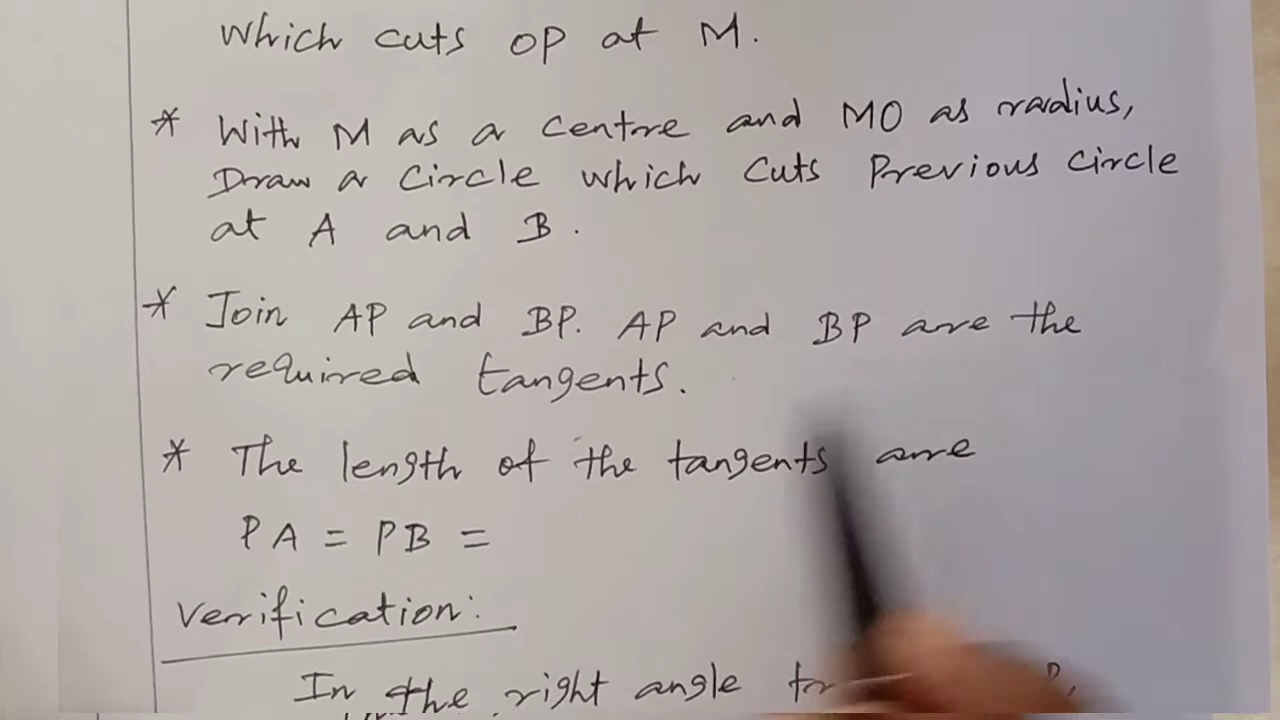 which cuts OP at M.
* With M as a centre and MO as radius,
Draw a circle which cuts Previous circle
at A and B.
* Join AP and BP. AP and BP are the
required tangents.
* The length of the tangents are
PA = PB =
Verification:
In the right angle